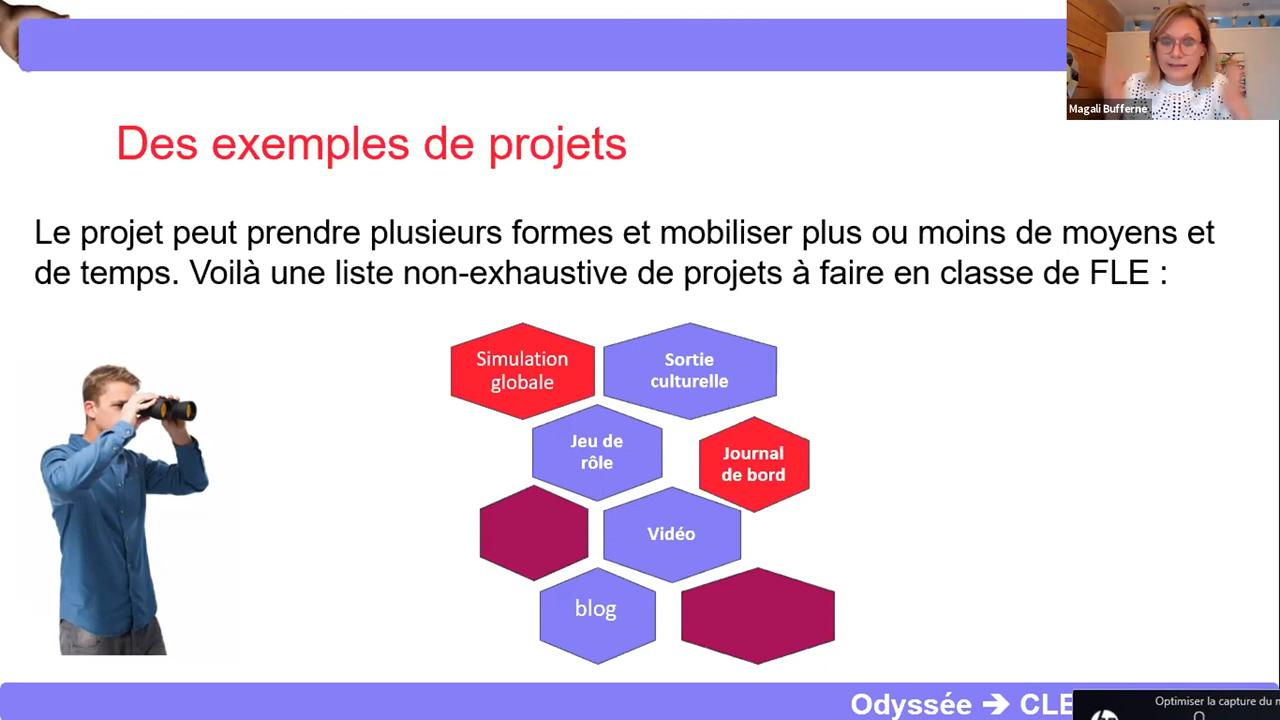 Magali Bufferne
Des exemples de projets
Le projet peut prendre plusieurs formes et mobiliser plus ou moins de moyens et
de temps. Voilà une liste non-exhaustive de projets à faire en classe de FLE :
Simulation
globale
Sortie
culturelle
Jeu de
rôle
Journal
de bord
Vidéo
blog
Odyssée ➔ CLE
Optimiser la capture du
hp